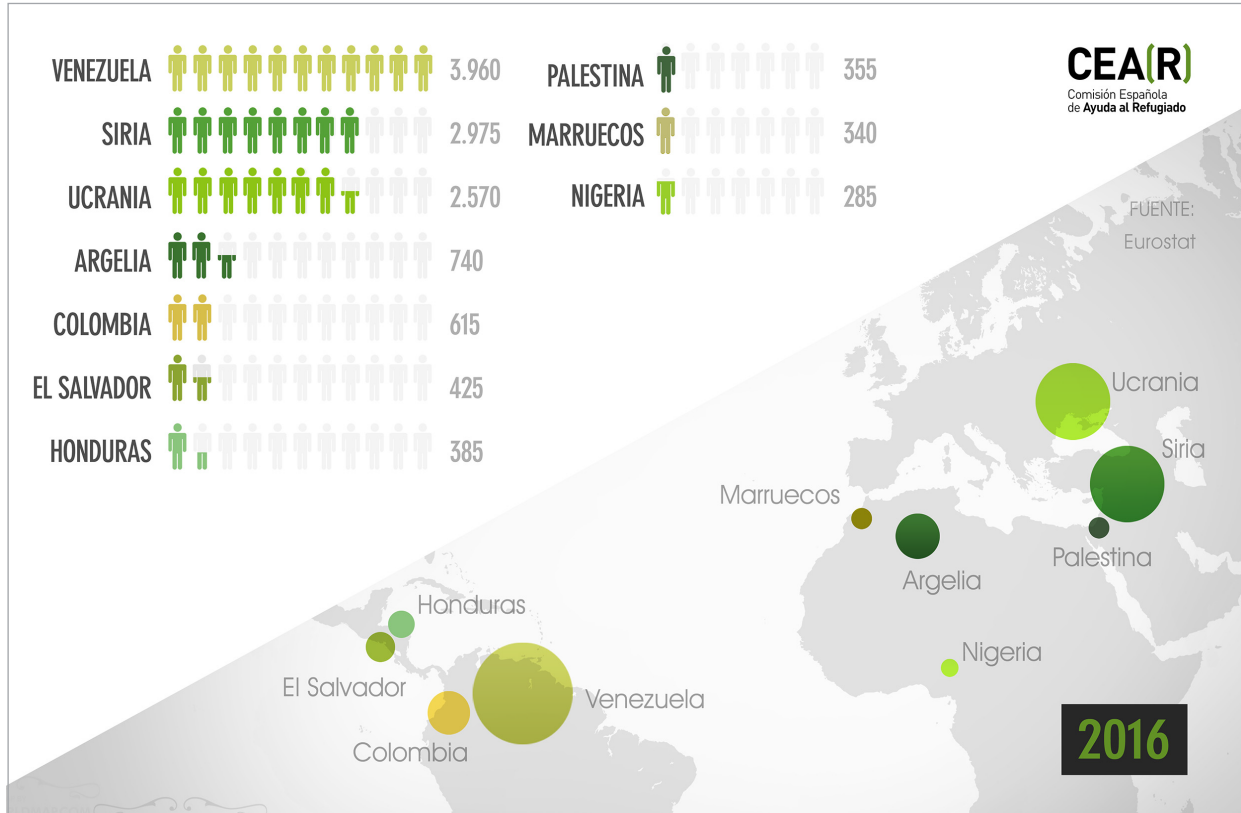 VENEZUELA 3.960
SIRIA 2.975
UCRANIA 2.570
ARGELIA 740
COLOMBIA 615
EL SALVADOR 425
HONDURAS 385
PALESTINA 355
MARRUECOS 340
NIGERIA 285
CEA(R)
Comisión Española
de Ayuda al Refugiado
FUENTE:
Eurostat
Ucrania
Siria
Marruecos
Palestina
Argelia
Honduras
Nigeria
El Salvador
Venezuela
Colombia
2016